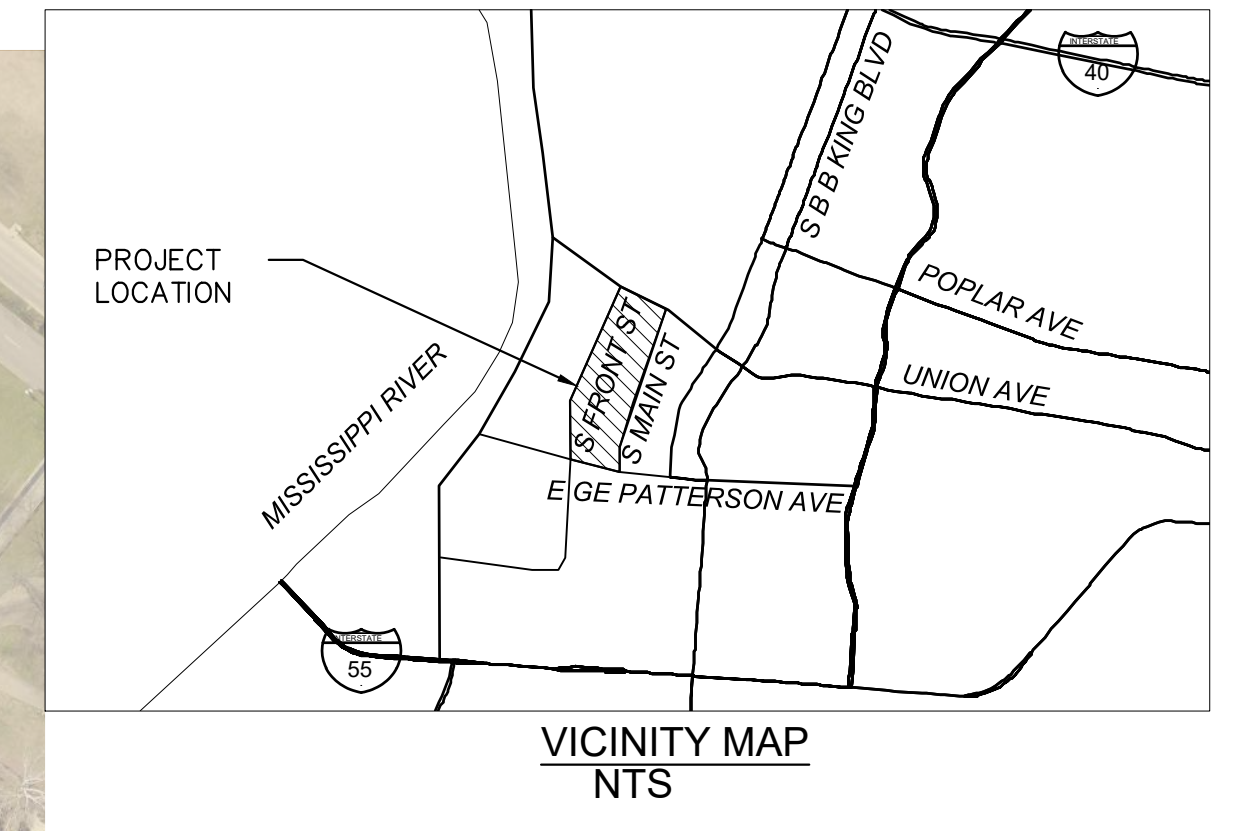 INTERSTATE
40
S B B KING BLVD
PROJECT
LOCATION
POPLAR AVE
S FRONT ST
S MAIN ST
UNION AVE
MISSISSIPPI RIVER
E GE PATTERSON AVE
INTERSTATE
55
VICINITY MAP
NTS